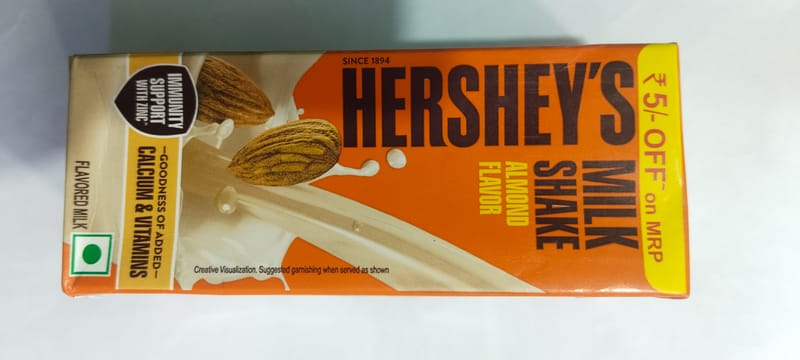 SINCE 1894
HERSHEY'S
MILK
SHAKE
ALMOND
FLAVOR
₹5/- OFF~
on MRP
IMMUNITY
SUPPORT
WITH ZINC*
—GOODNESS OF ADDED—
CALCIUM & VITAMINS
FLAVORED MILK
Creative Visualization. Suggested garnishing when served as shown